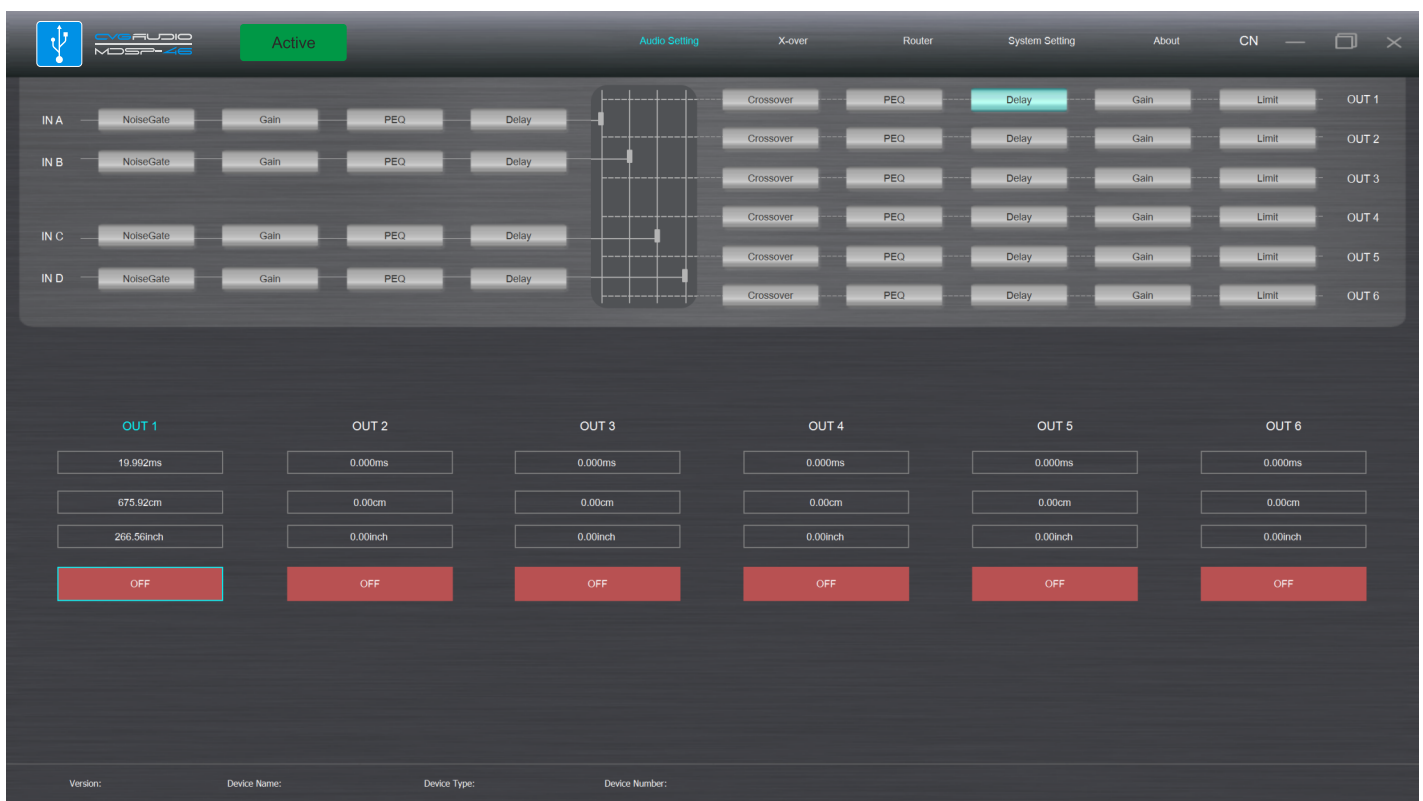 CVGAUDIO
MDSP-46
Active
Audio Setting
X-over
Router
System Setting
About
CN
IN A NoiseGate Gain PEQ Delay
IN B NoiseGate Gain PEQ Delay
IN C NoiseGate Gain PEQ Delay
IN D NoiseGate Gain PEQ Delay
Crossover PEQ Delay Gain Limit OUT 1
Crossover PEQ Delay Gain Limit OUT 2
Crossover PEQ Delay Gain Limit OUT 3
Crossover PEQ Delay Gain Limit OUT 4
Crossover PEQ Delay Gain Limit OUT 5
Crossover PEQ Delay Gain Limit OUT 6
OUT 1 OUT 2 OUT 3 OUT 4 OUT 5 OUT 6
19.992ms 0.000ms 0.000ms 0.000ms 0.000ms 0.000ms
675.92cm 0.00cm 0.00cm 0.00cm 0.00cm 0.00cm
266.56inch 0.00inch 0.00inch 0.00inch 0.00inch 0.00inch
OFF OFF OFF OFF OFF OFF
Version: Device Name: Device Type: Device Number: